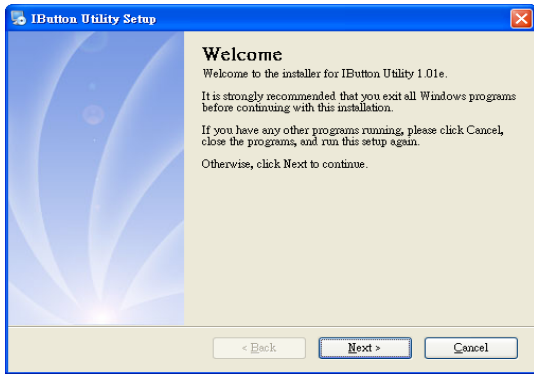 IButton Utility Setup
Welcome
Welcome to the installer for IButton Utility 1.01e.
It is strongly recommended that you exit all Windows programs
before continuing with this installation.
If you have any other programs running, please click Cancel,
close the programs, and run this setup again.
Otherwise, click Next to continue.
< Back Next > Cancel